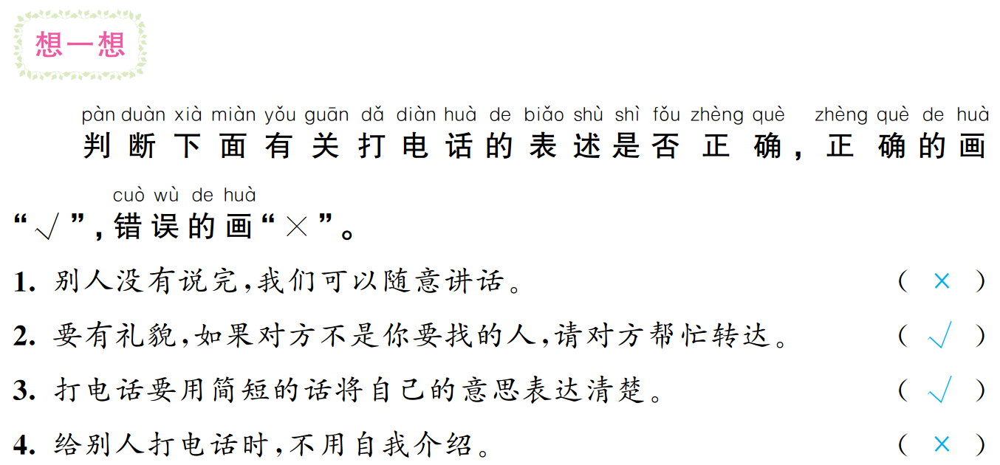 想一想
pàn duàn xià miàn yǒu guān dǎ diàn huà de biǎo shù shì fǒu zhèng què zhèng què de huà
判断下面有关打电话的表述是否正确,正确的画
cuò wù de huà
“√”,错误的画“×”。
1. 别人没有说完,我们可以随意讲话。 ( × )
2. 要有礼貌,如果对方不是你要找的人,请对方帮忙转达。 ( √ )
3. 打电话要用简短的话将自己的意思表达清楚。 ( √ )
4. 给别人打电话时,不用自我介绍。 ( × )